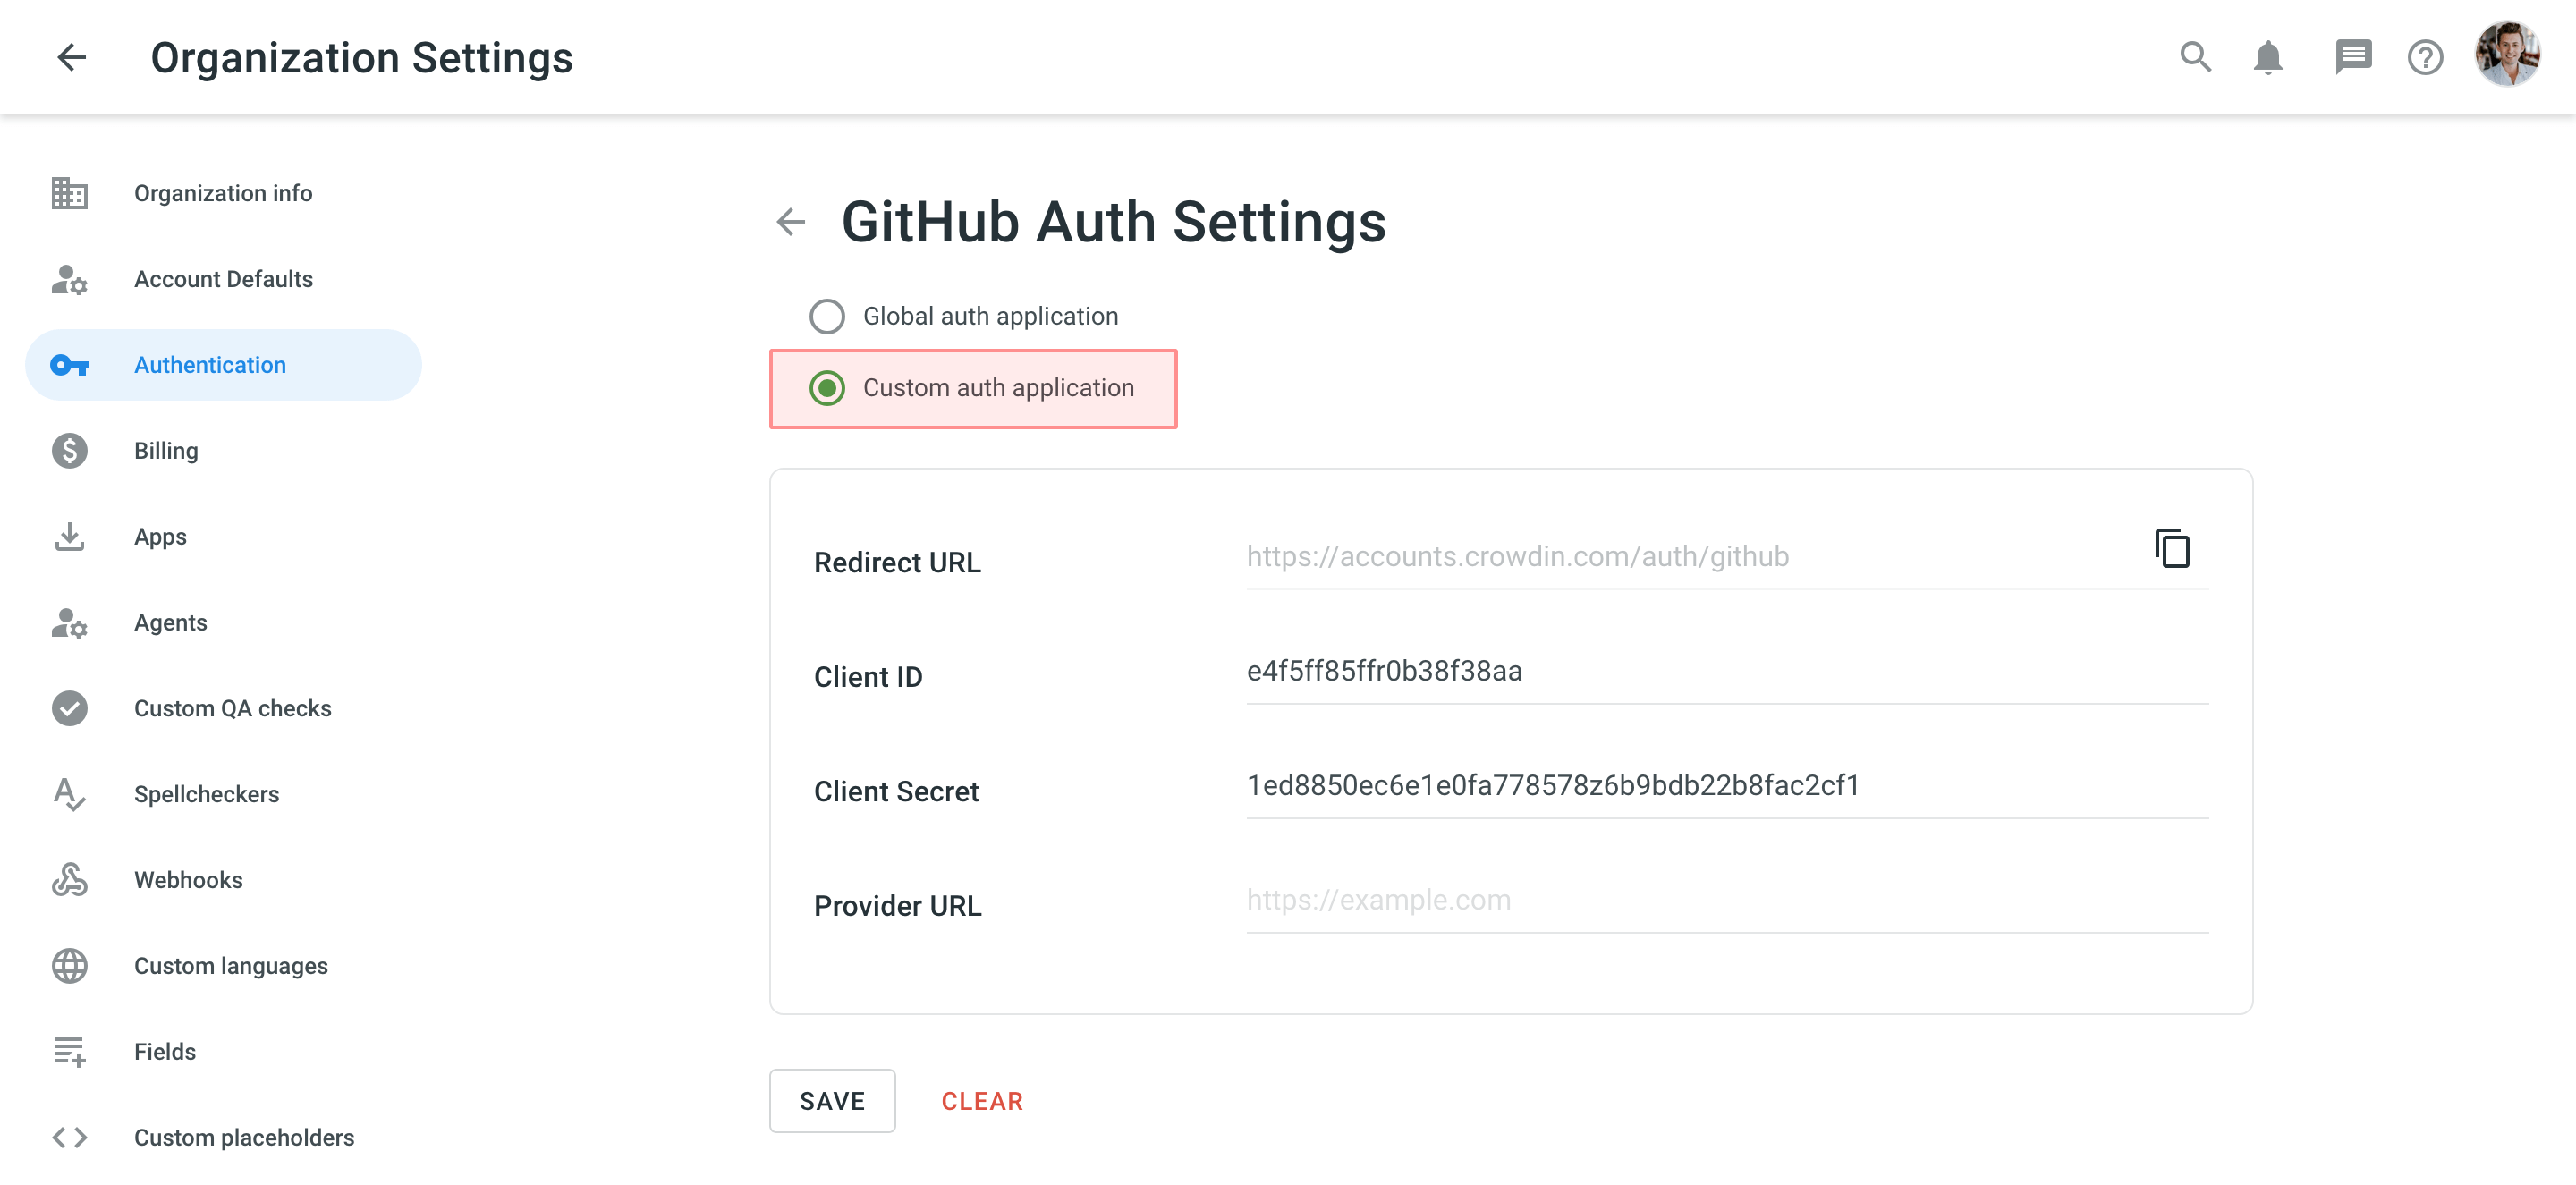 Organization Settings
Organization info
Account Defaults
Authentication
Billing
Apps
Agents
Custom QA checks
Spellcheckers
Webhooks
Custom languages
Fields
Custom placeholders
GitHub Auth Settings
Global auth application
Custom auth application
Redirect URL https://accounts.crowdin.com/auth/github
Client ID e4f5ff85ffr0b38f38aa
Client Secret 1ed8850ec6e1e0fa778578z6b9bdb22b8fac2cf1
Provider URL https://example.com
SAVE CLEAR